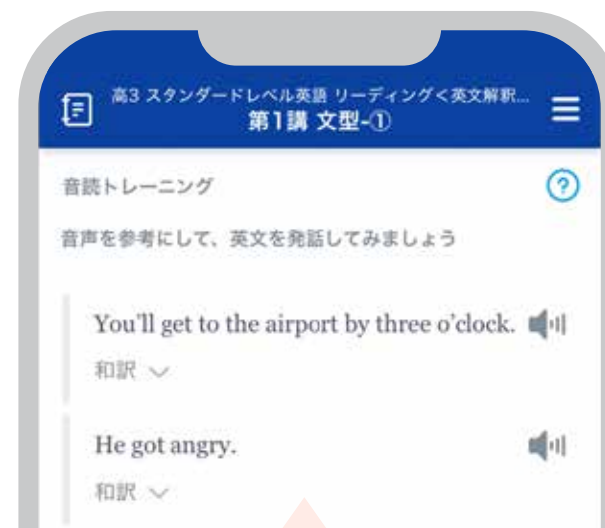 高3 スタンダードレベル英語 リーディング<英文解釈...
第1講 文型-①
音読トレーニング
音声を参考にして、英文を発話してみましょう
You'll get to the airport by three o'clock.
和訳
He got angry.
和訳